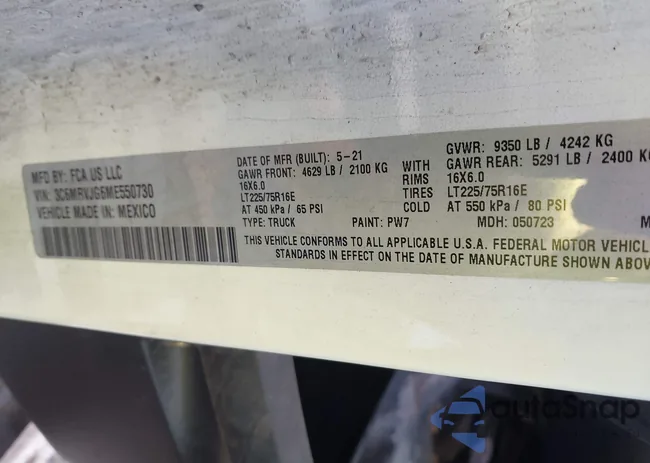 MFD BY: FCA US LLC
VIN: 3C6MRVJG6ME550730
VEHICLE MADE IN: MEXICO
DATE OF MFR (BUILT): 5-21
GAWR FRONT: 4629 LB / 2100 KG
16X6.0
LT225/75R16E
AT 450 kPa / 65 PSI
TYPE: TRUCK
PAINT: PW7
WITH
RIMS
TIRES
COLD
GVWR: 9350 LB / 4242 KG
GAWR REAR: 5291 LB / 2400 KG
16X6.0
LT225/75R16E
AT 550 kPa / 80 PSI
MDH: 050723
THIS VEHICLE CONFORMS TO ALL APPLICABLE U.S.A. FEDERAL MOTOR VEHICL
STANDARDS IN EFFECT ON THE DATE OF MANUFACTURE SHOWN ABOV
autoSnap